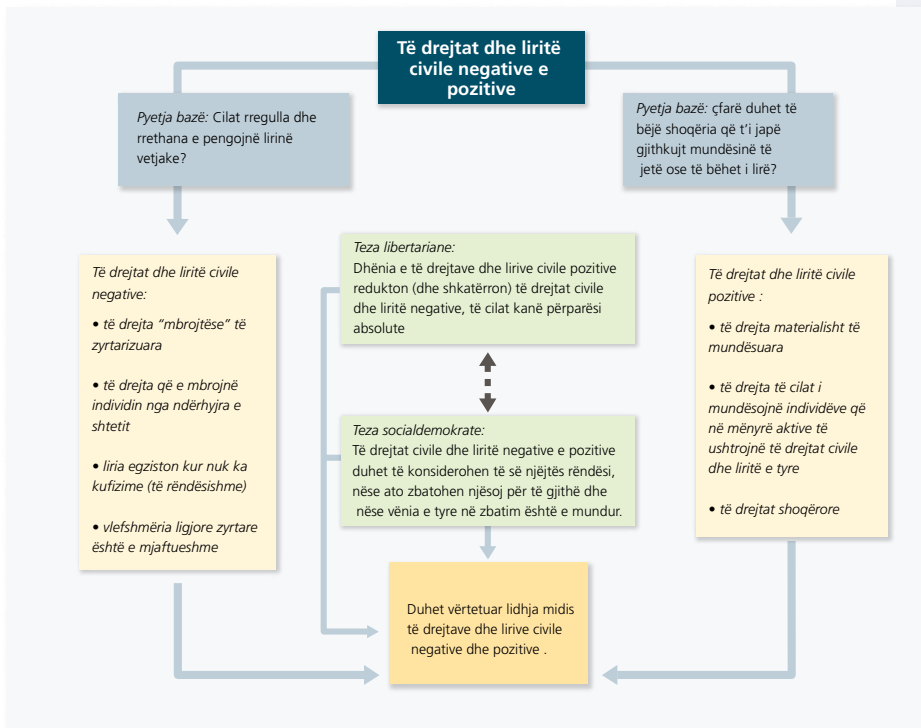 Të drejtat dhe liritë
civile negative e
pozitive
Pyetja bazë: Cilat rregulla dhe
rrethana e pengojnë lirinë
vetjake?
Pyetja bazë: çfarë duhet të
bëjë shoqëria që t'i japë
gjithkujt mundësinë të
jetë ose të bëhet i lirë?
Të drejtat dhe liritë civile
negative:
• të drejta “mbrojtëse” të
zyrtarizuara
• të drejta që e mbrojnë
individin nga ndërhyrja e
shtetit
• liria egziston kur nuk ka
kufizime (të rëndësishme)
• vlefshmëria ligjore zyrtare
është e mjaftueshme
Teza libertariane:
Dhënia e të drejtave dhe lirive civile pozitive
redukton (dhe shkatërron) të drejtat civile
dhe liritë negative, të cilat kanë përparësi
absolute
Teza socialdemokrate:
Të drejtat civile dhe liritë negative e pozitive
duhet të konsiderohen të së njëjtës rëndësi,
nëse ato zbatohen njësoj për të gjithë dhe
nëse vënia e tyre në zbatim është e mundur.
Të drejtat dhe liritë civile
pozitive :
• të drejta materialisht të
mundësuara
• të drejta të cilat i
mundësojnë individëve që
në mënyrë aktive të
ushtrojnë të drejtat civile
dhe liritë e tyre
• të drejtat shoqërore
Duhet vërtetuar lidhja midis
të drejtave dhe lirive civile
negative dhe pozitive .